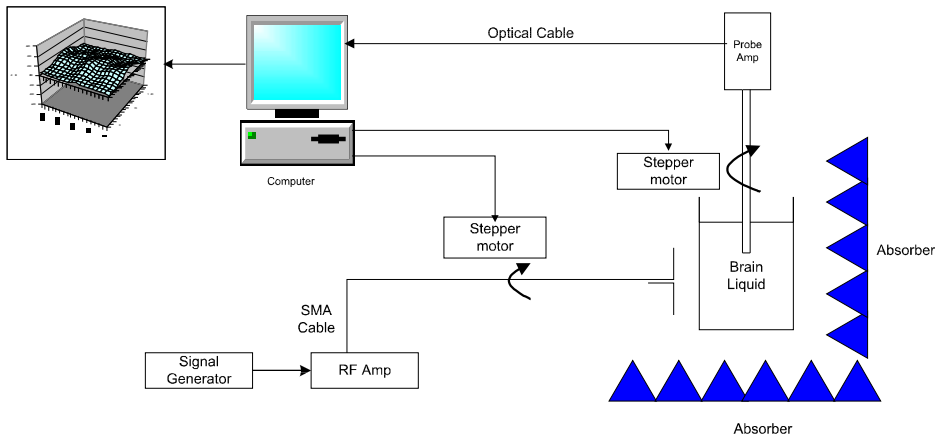 Optical Cable
Probe
Amp
Computer
Stepper
motor
Stepper
motor
Absorber
Brain
Liquid
SMA
Cable
Signal
Generator
RF Amp
Absorber